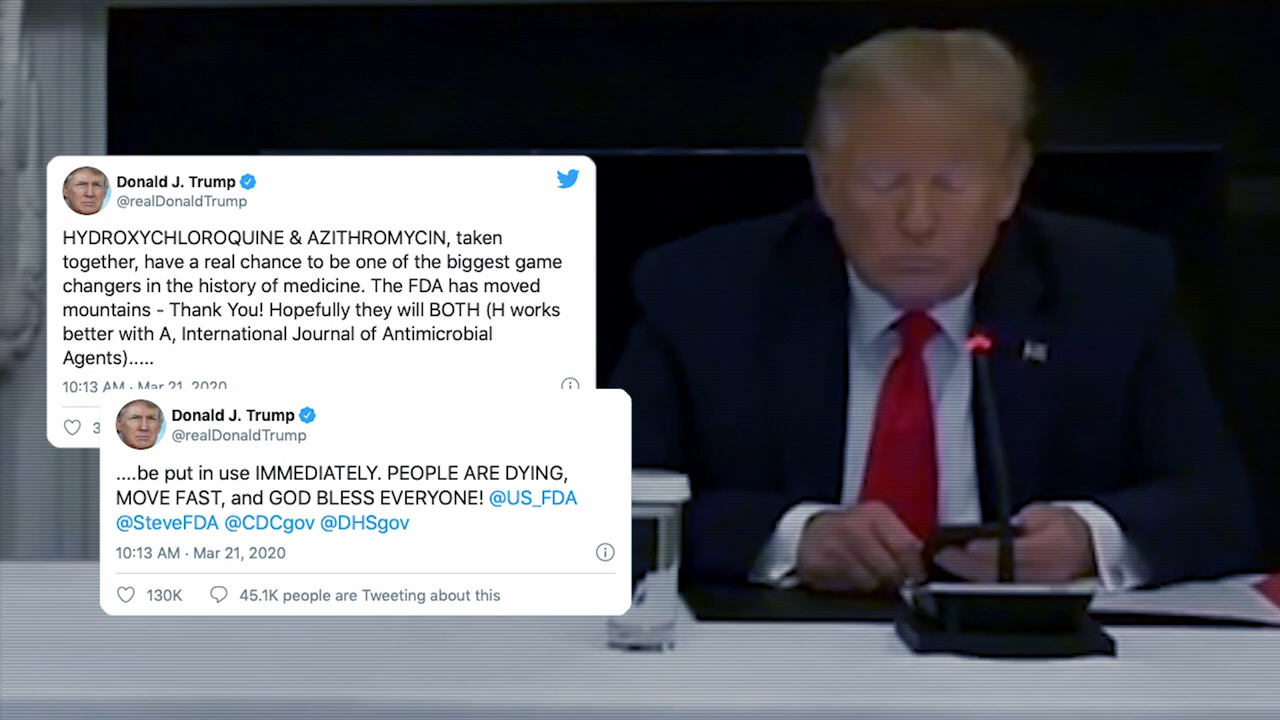 Donald J. Trump
@realDonaldTrump
HYDROXYCHLOROQUINE & AZITHROMYCIN, taken
together, have a real chance to be one of the biggest game
changers in the history of medicine. The FDA has moved
mountains - Thank You! Hopefully they will BOTH (H works
better with A, International Journal of Antimicrobial
Agents).....
10:13 AM · Mar 21, 2020
3
Donald J. Trump
@realDonaldTrump
....be put in use IMMEDIATELY. PEOPLE ARE DYING,
MOVE FAST, and GOD BLESS EVERYONE! @US_FDA
@SteveFDA @CDCgov @DHSgov
10:13 AM · Mar 21, 2020
130K 45.1K people are Tweeting about this